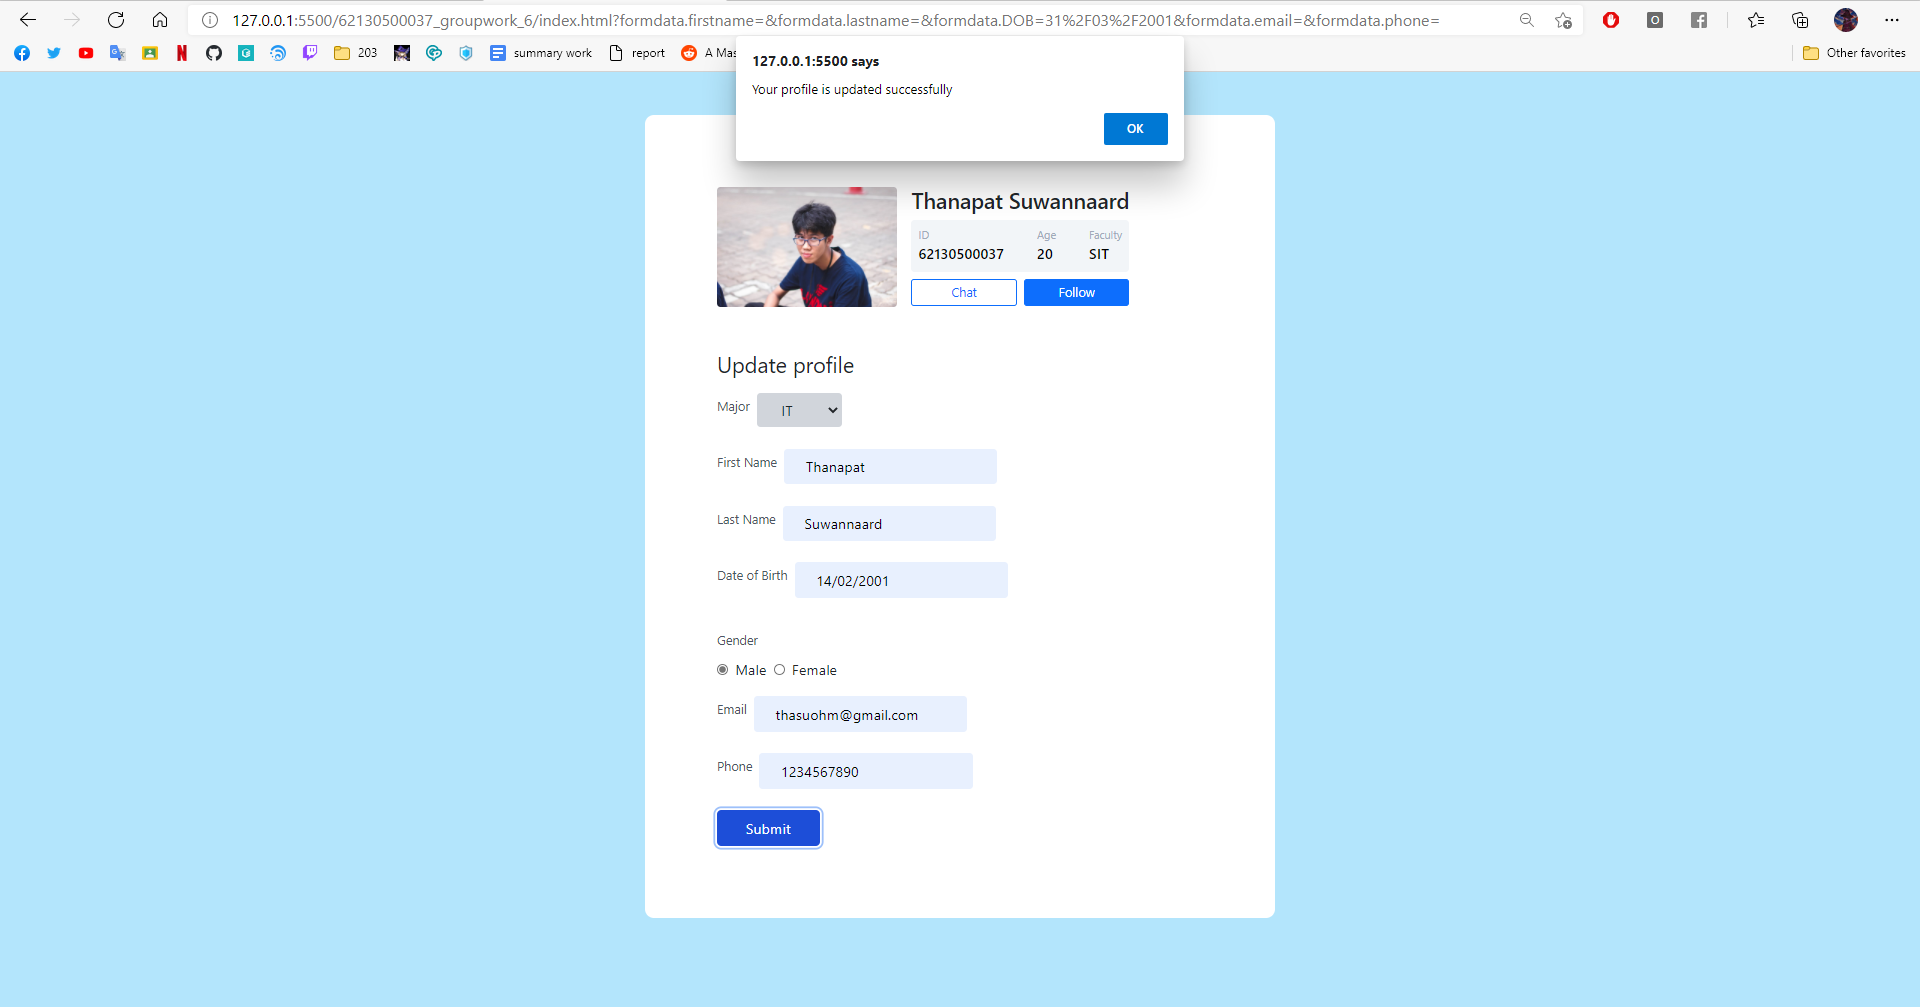 127.0.0.1:5500/62130500037_groupwork_6/index.html?formdata.firstname=&formdata.lastname=&formdata.DOB=31%2F03%2F2001&formdata.email=&formdata.phone=
203 summary work report A Mas Other favorites
127.0.0.1:5500 says
Your profile is updated successfully
OK
Thanapat Suwannaard
ID Age Faculty
62130500037 20 SIT
Chat Follow
Update profile
Major IT
First Name Thanapat
Last Name Suwannaard
Date of Birth 14/02/2001
Gender
Male Female
Email thasuohm@gmail.com
Phone 1234567890
Submit